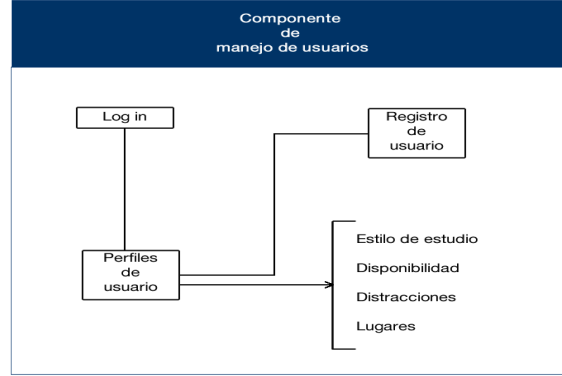 Componente
de
manejo de usuarios
Log in
Registro
de
usuario
Perfiles
de
usuario
Estilo de estudio
Disponibilidad
Distracciones
Lugares